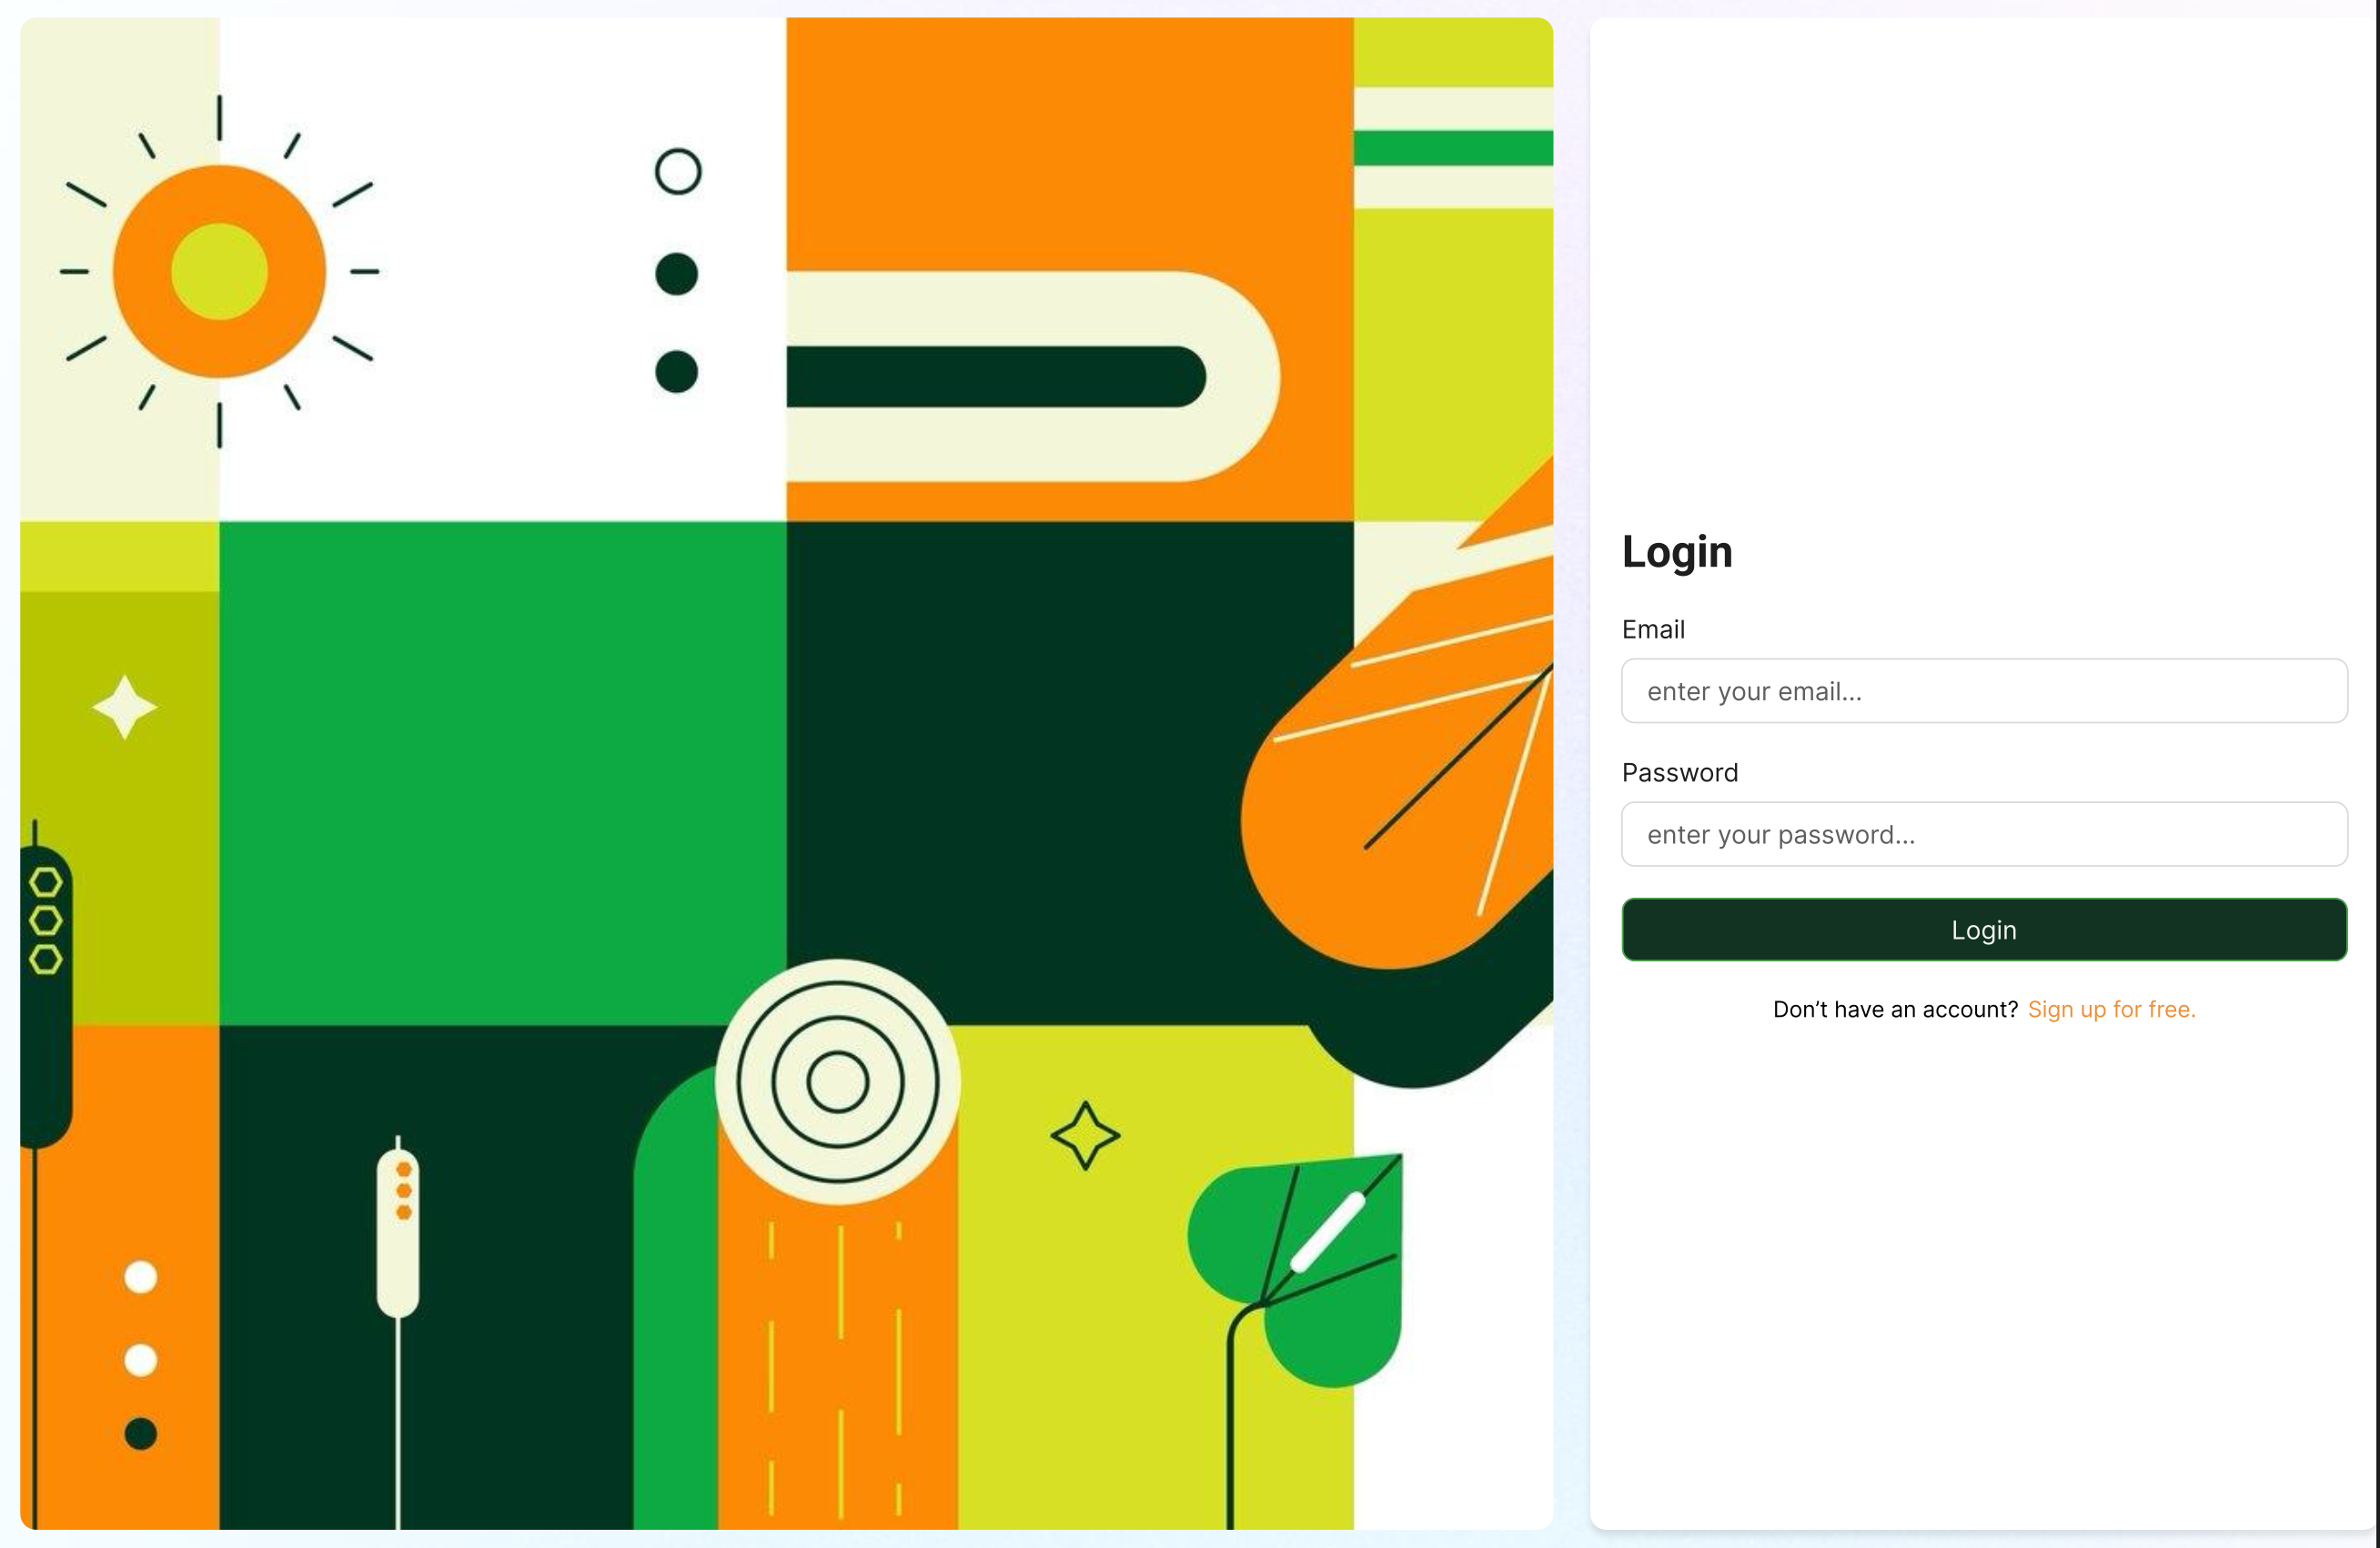 Login
Email
enter your email...
Password
enter your password...
Login
Don’t have an account? Sign up for free.